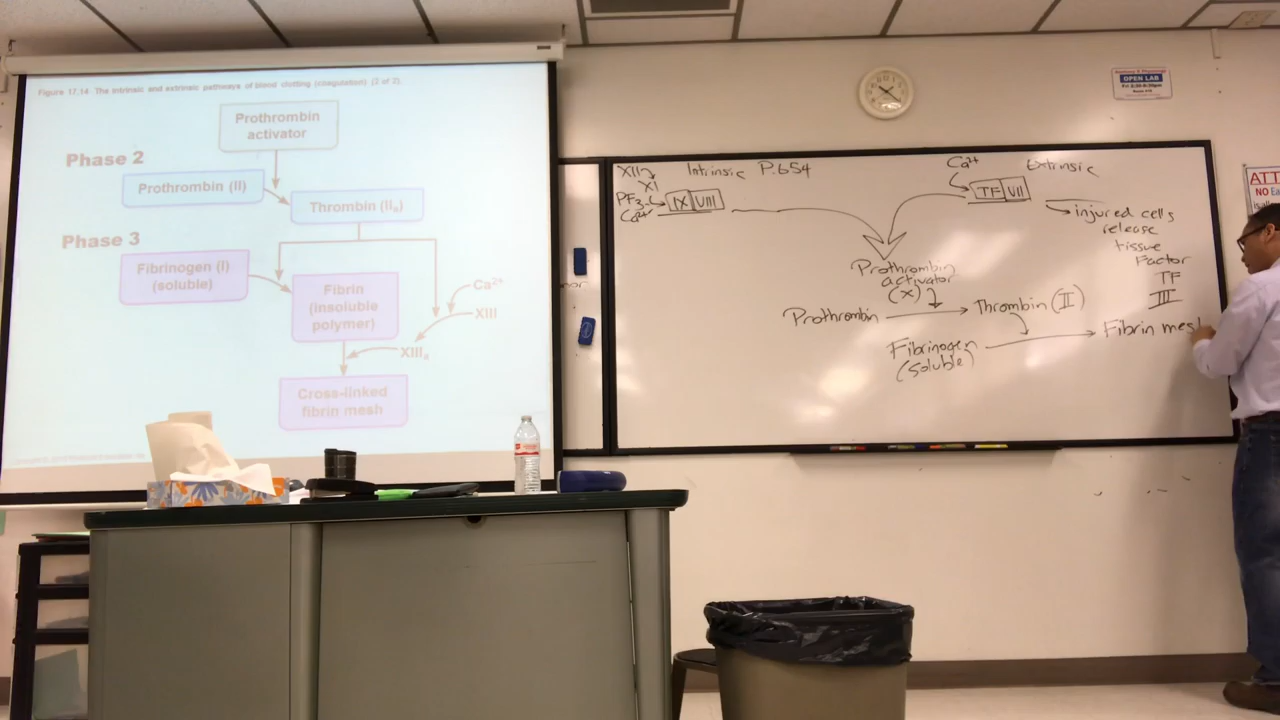 Figure 17.14 The intrinsic and extrinsic pathways of blood clotting (coagulation) (2 of 2).
Prothrombin
activator
Phase 2
Prothrombin (II)
Thrombin (IIa)
Phase 3
Fibrinogen (I)
(soluble)
Fibrin
(insoluble
polymer)
Ca2+
XIII
XIIIa
Cross-linked
fibrin mesh
XII
XI
PF3
Ca2+
IX VIII
Intrinsic P.654
Ca2+
TF VII
Extrinsic
injured cells
release
tissue
Factor
TF
III
Prothrombin
activator
(X)
Prothrombin
Thrombin (II)
Fibrinogen
(soluble)
Fibrin mesh
OPEN LAB
ATT
NO Ea